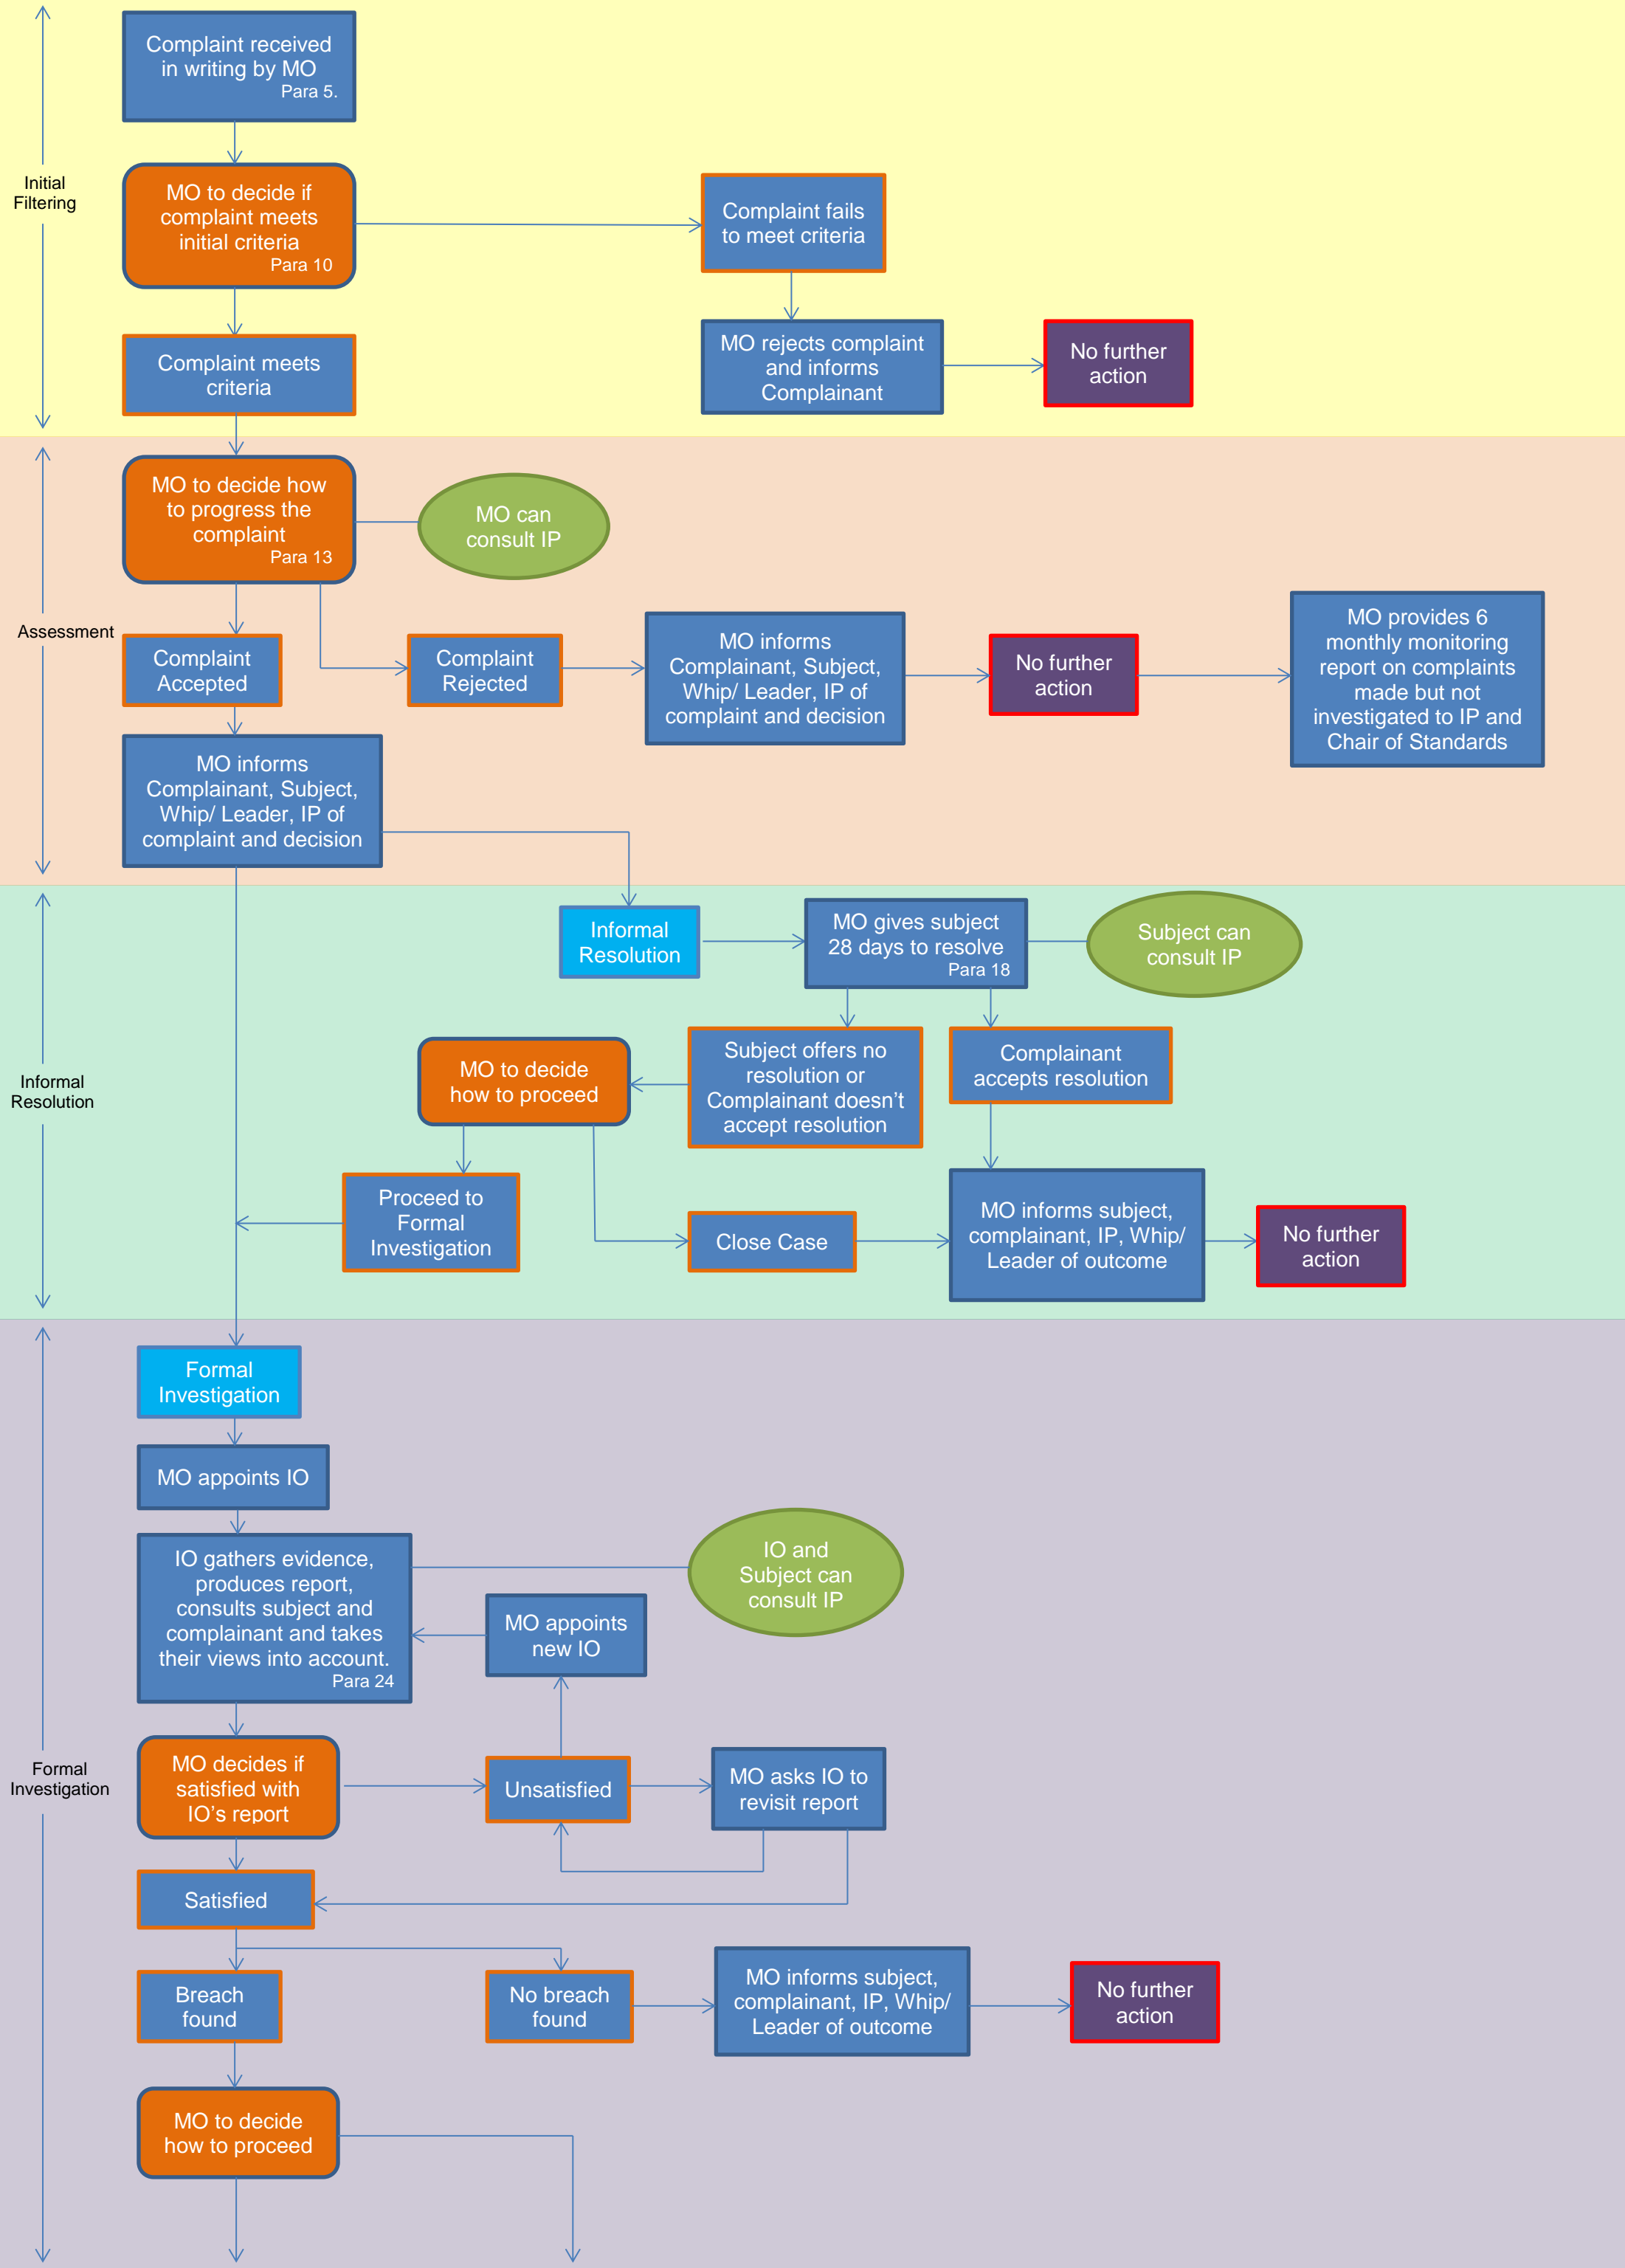 Complaint received
in writing by MO
Para 5.
Initial
Filtering
MO to decide if
complaint meets
initial criteria
Para 10
Complaint fails
to meet criteria
MO rejects complaint
and informs
Complainant
No further
action
Complaint meets
criteria
MO to decide how
to progress the
complaint
Para 13
MO can
consult IP
Assessment
Complaint
Accepted
Complaint
Rejected
MO informs
Complainant, Subject,
Whip/ Leader, IP of
complaint and decision
No further
action
MO provides 6
monthly monitoring
report on complaints
made but not
investigated to IP and
Chair of Standards
MO informs
Complainant, Subject,
Whip/ Leader, IP of
complaint and decision
Informal
Resolution
MO gives subject
28 days to resolve
Para 18
Subject can
consult IP
Informal
Resolution
MO to decide
how to proceed
Subject offers no
resolution or
Complainant doesn’t
accept resolution
Complainant
accepts resolution
Proceed to
Formal
Investigation
Close Case
MO informs subject,
complainant, IP, Whip/
Leader of outcome
No further
action
Formal
Investigation
MO appoints IO
IO gathers evidence,
produces report,
consults subject and
complainant and takes
their views into account.
Para 24
IO and
Subject can
consult IP
MO appoints
new IO
Formal
Investigation
MO decides if
satisfied with
IO’s report
Unsatisfied
MO asks IO to
revisit report
Satisfied
Breach
found
No breach
found
MO informs subject,
complainant, IP, Whip/
Leader of outcome
No further
action
MO to decide
how to proceed